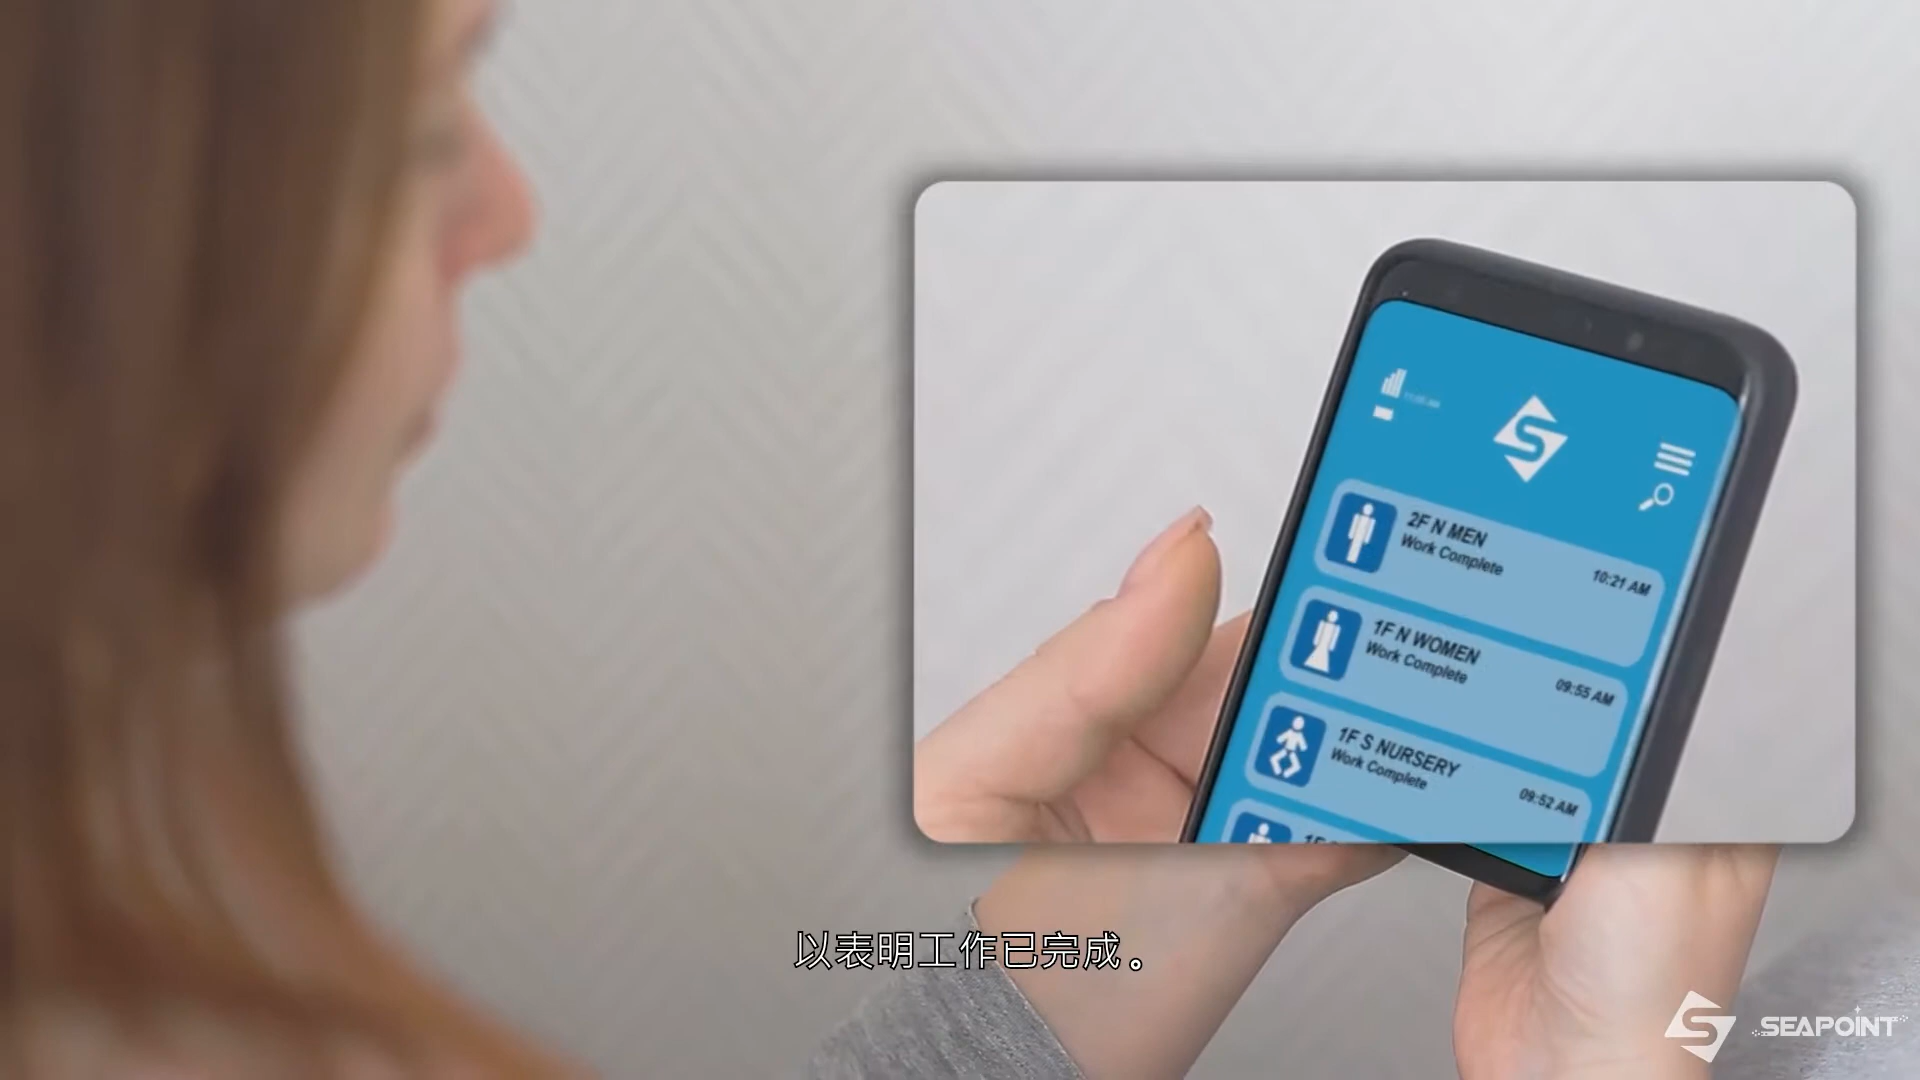 2F N MEN
Work Complete
10:21 AM
1F N WOMEN
Work Complete
09:55 AM
1F S NURSERY
Work Complete
09:52 AM
以表明工作已完成。
SEAPOINT